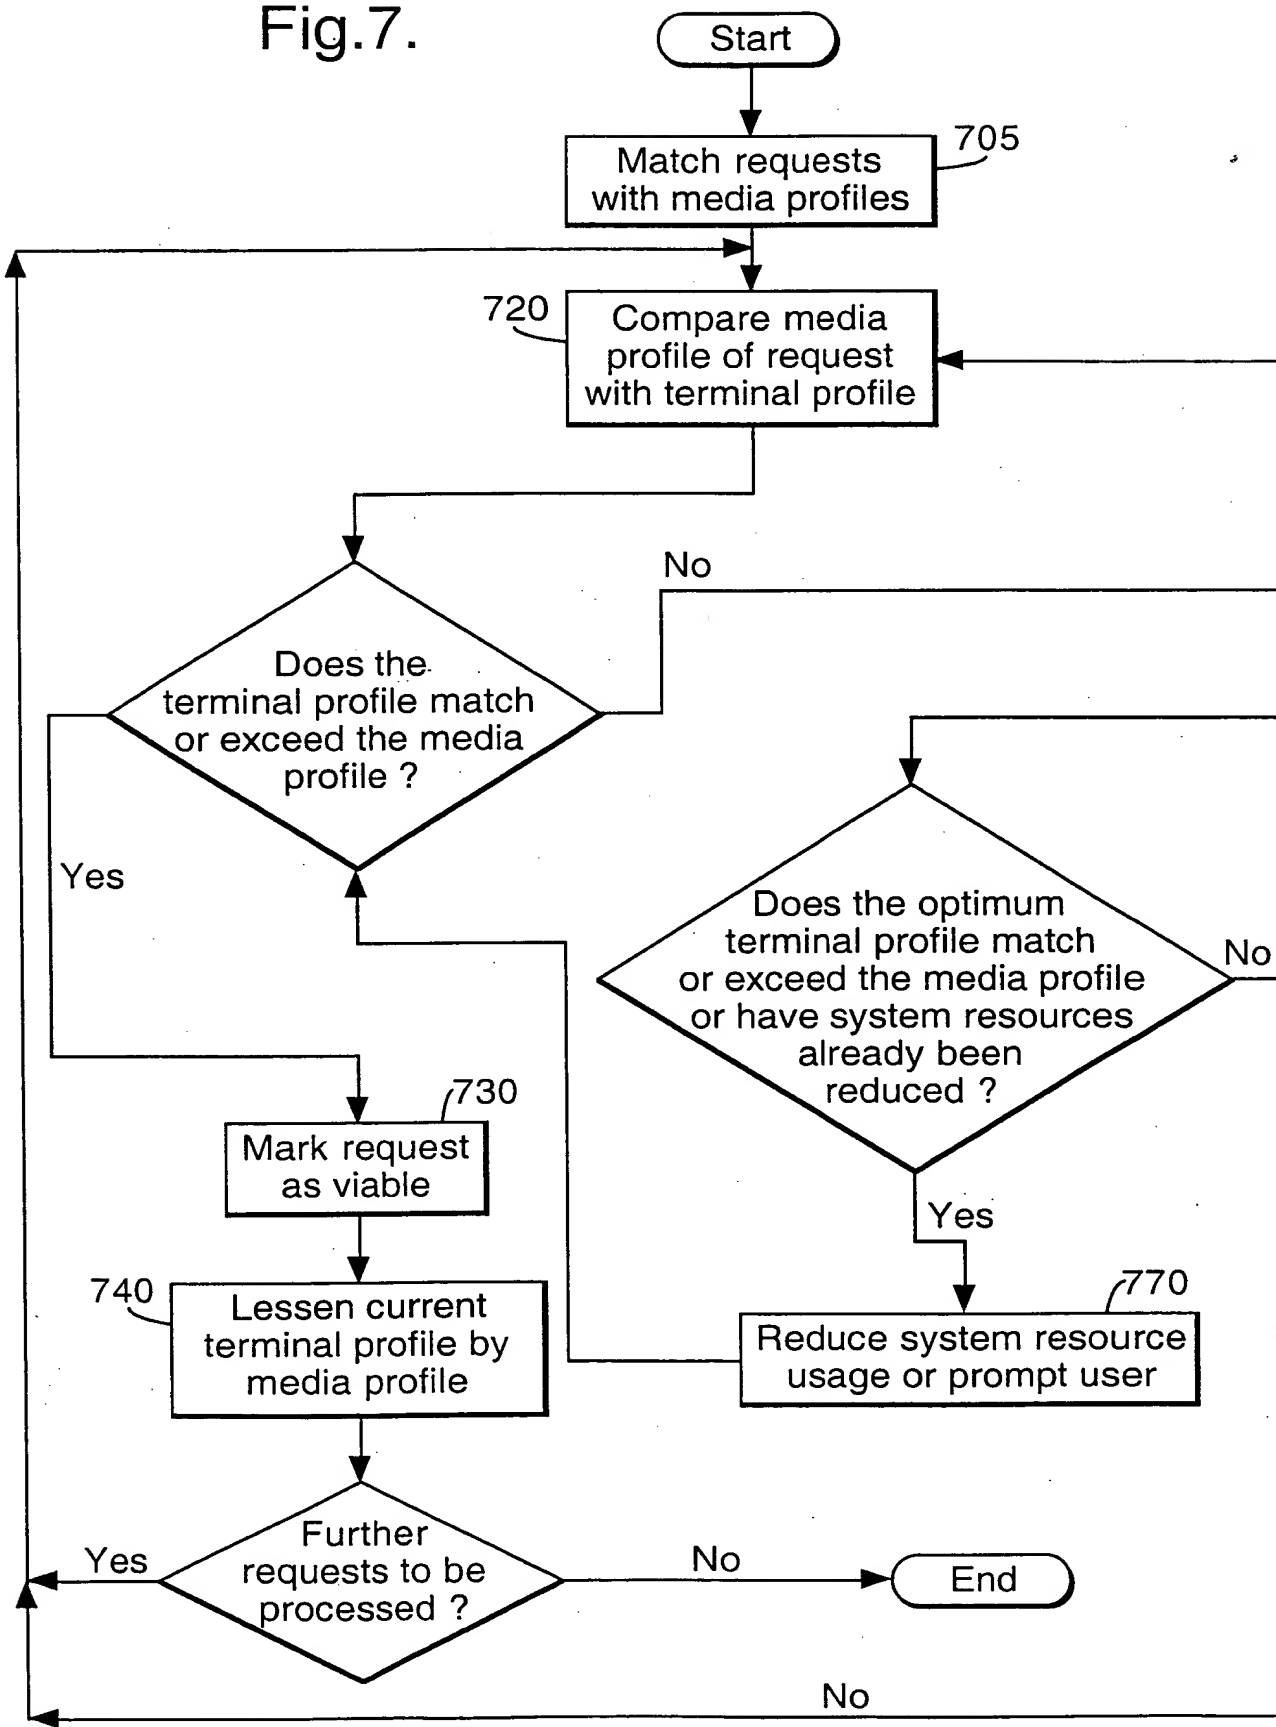 Fig.7.
Start
705
Match requests
with media profiles
720
Compare media
profile of request
with terminal profile
No
Does the
terminal profile match
or exceed the media
profile ?
Yes
Does the optimum
terminal profile match
or exceed the media profile
or have system resources
already been
reduced ?
No
730
Mark request
as viable
Yes
740
Lessen current
terminal profile by
media profile
770
Reduce system resource
usage or prompt user
Further
requests to be
processed ?
Yes
No
End
No